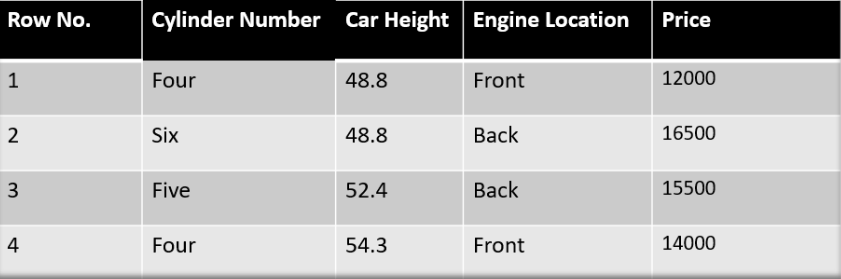 Row No. Cylinder Number Car Height Engine Location Price
1 Four 48.8 Front 12000
2 Six 48.8 Back 16500
3 Five 52.4 Back 15500
4 Four 54.3 Front 14000